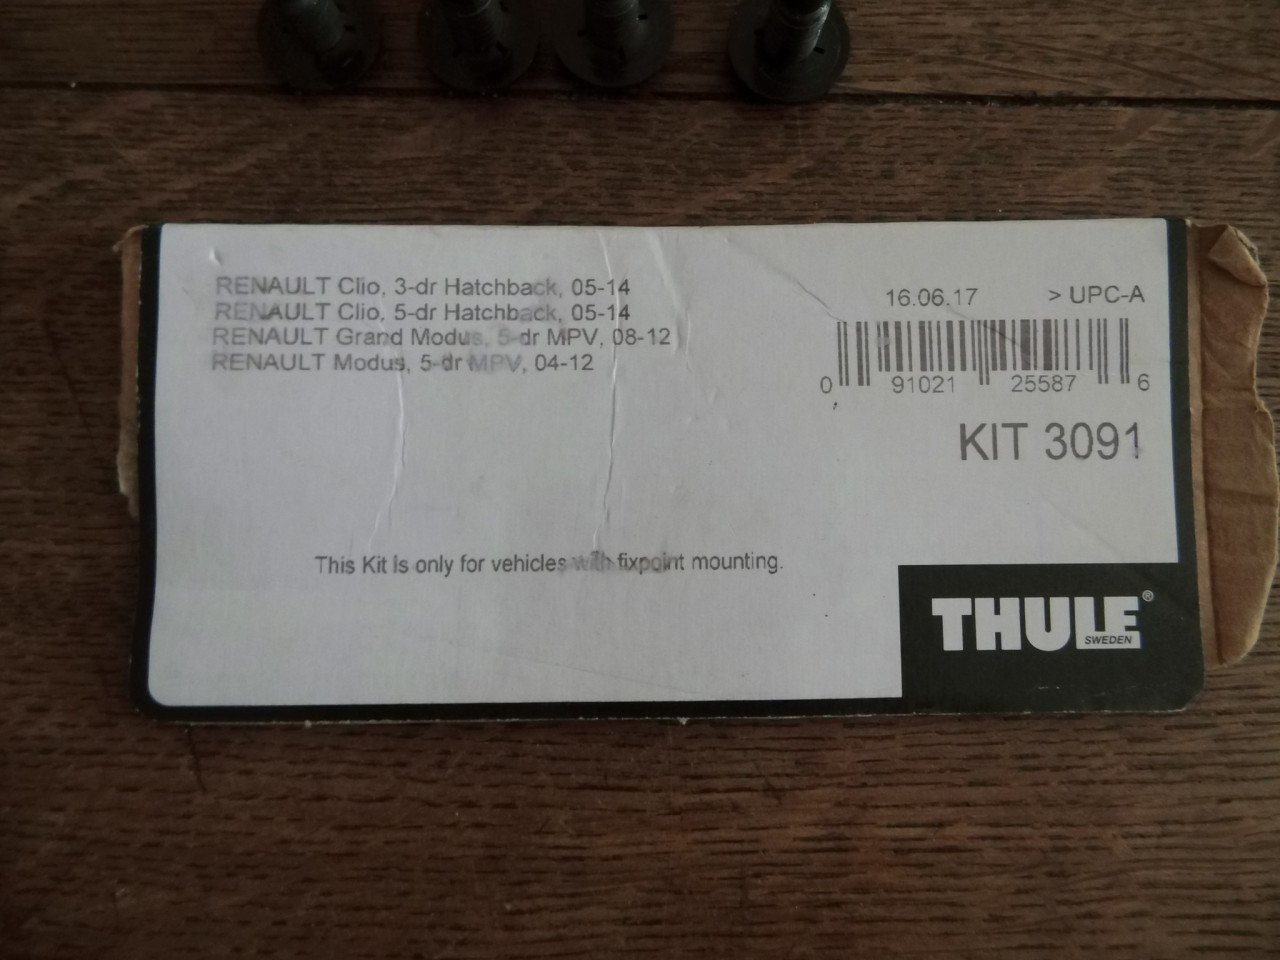 RENAULT Clio, 3-dr Hatchback, 05-14
RENAULT Clio, 5-dr Hatchback, 05-14
RENAULT Grand Modus, 5-dr MPV, 08-12
RENAULT Modus, 5-dr MPV, 04-12
16.06.17 > UPC-A
0 91021 25587 6
KIT 3091
This Kit is only for vehicles with fixpoint mounting.
THULE®
SWEDEN